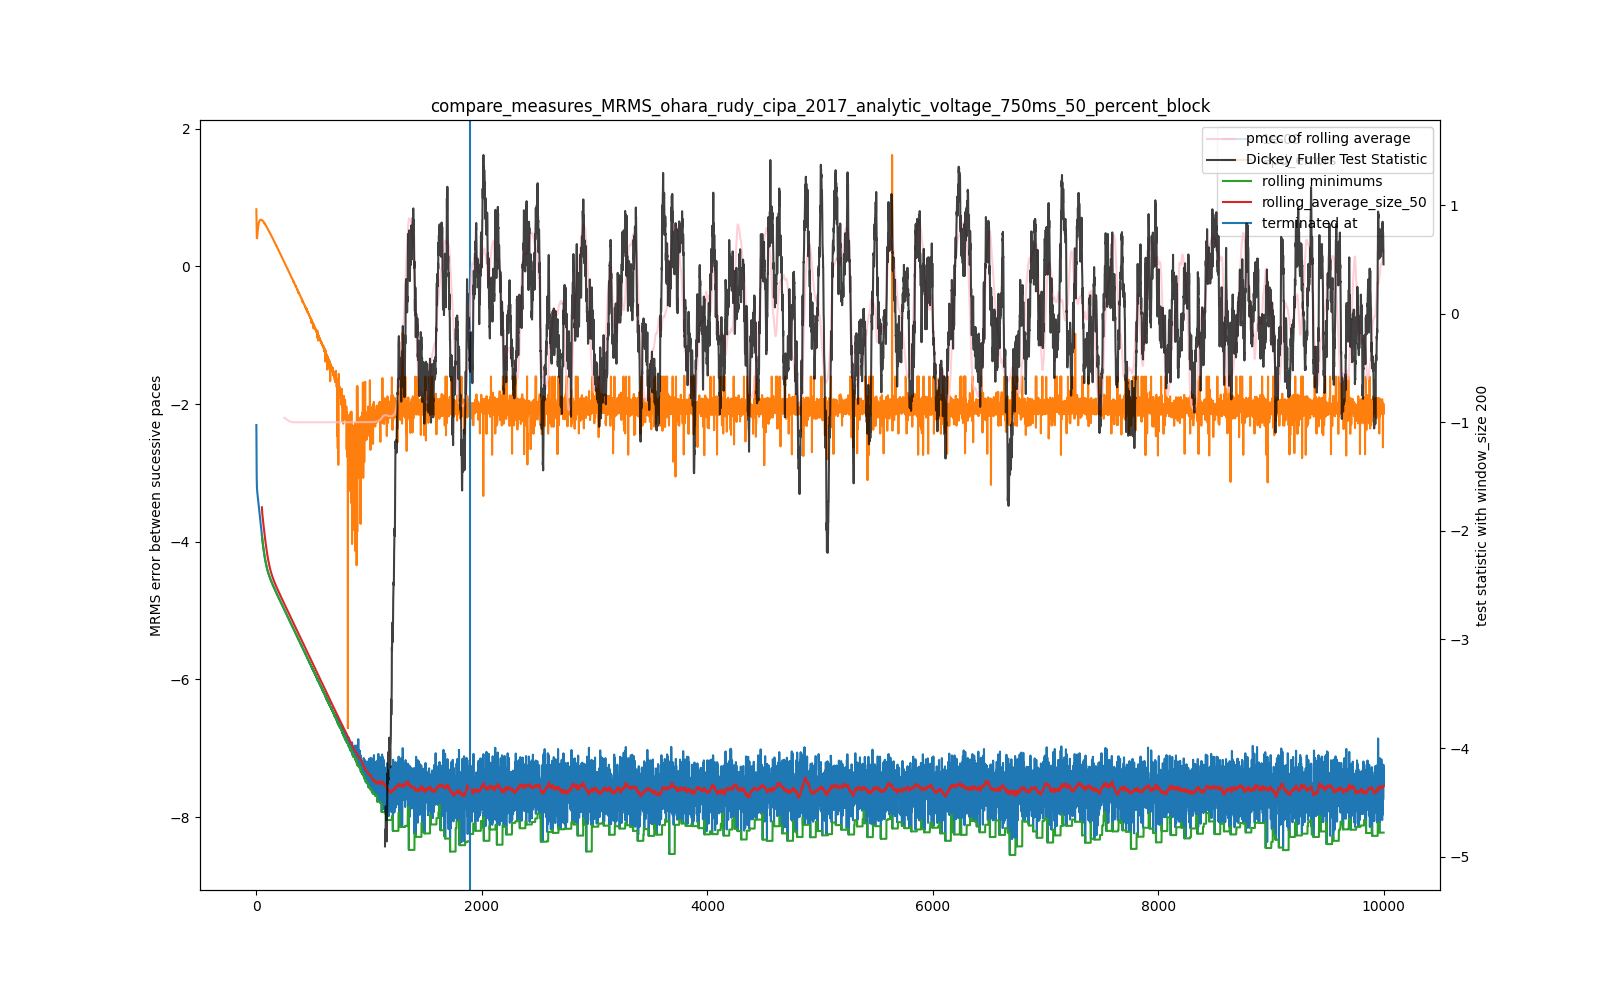 compare_measures_MRMS_ohara_rudy_cipa_2017_analytic_voltage_750ms_50_percent_block
pmcc of rolling average
Dickey Fuller Test Statistic
rolling minimums
rolling_average_size_50
terminated at
MRMS error between sucessive paces
test statistic with window_size 200
2
0
−2
−4
−6
−8
1
0
−1
−2
−3
−4
−5
0
2000
4000
6000
8000
10000